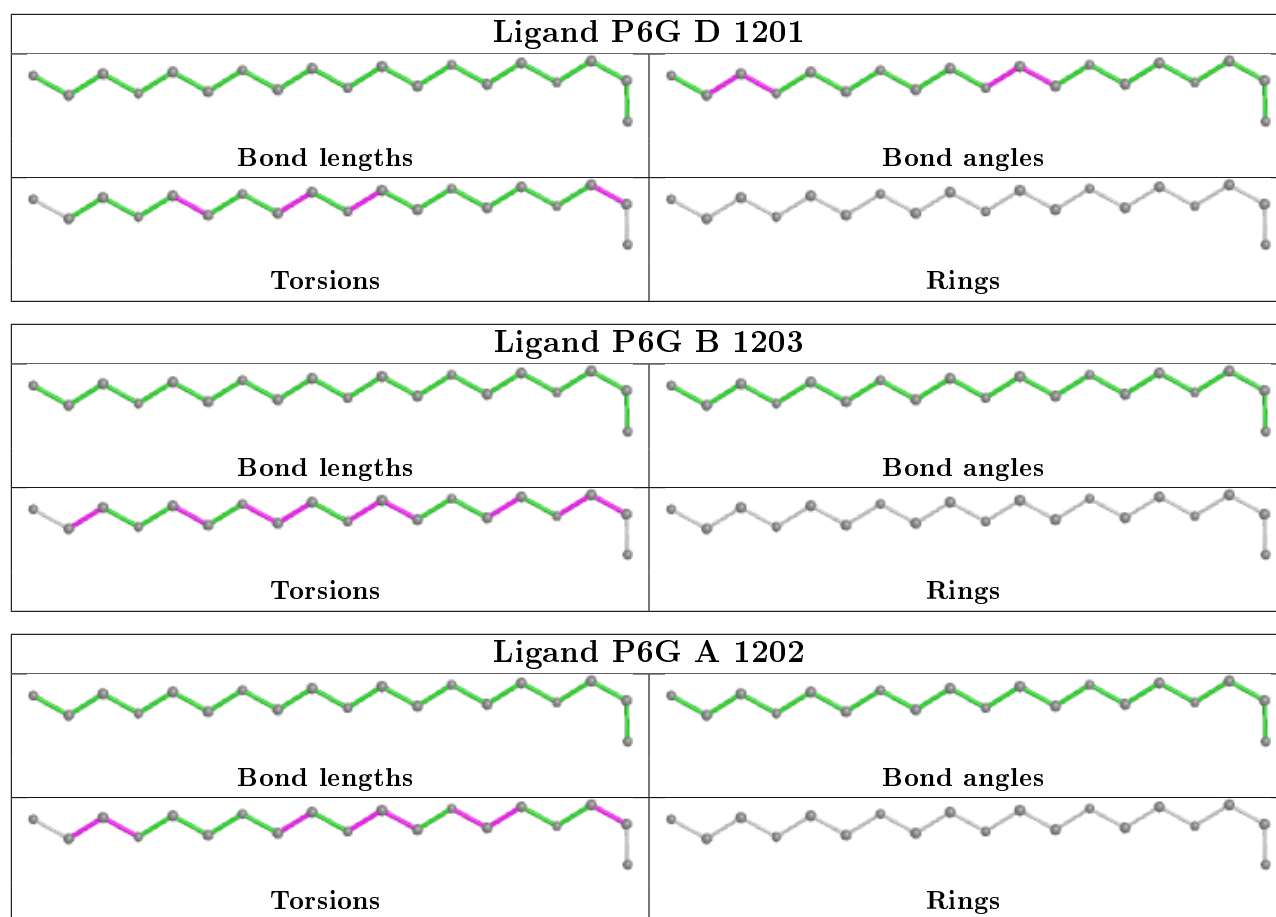 Ligand P6G D 1201
Bond lengths
Bond angles
Torsions
Rings
Ligand P6G B 1203
Bond lengths
Bond angles
Torsions
Rings
Ligand P6G A 1202
Bond lengths
Bond angles
Torsions
Rings